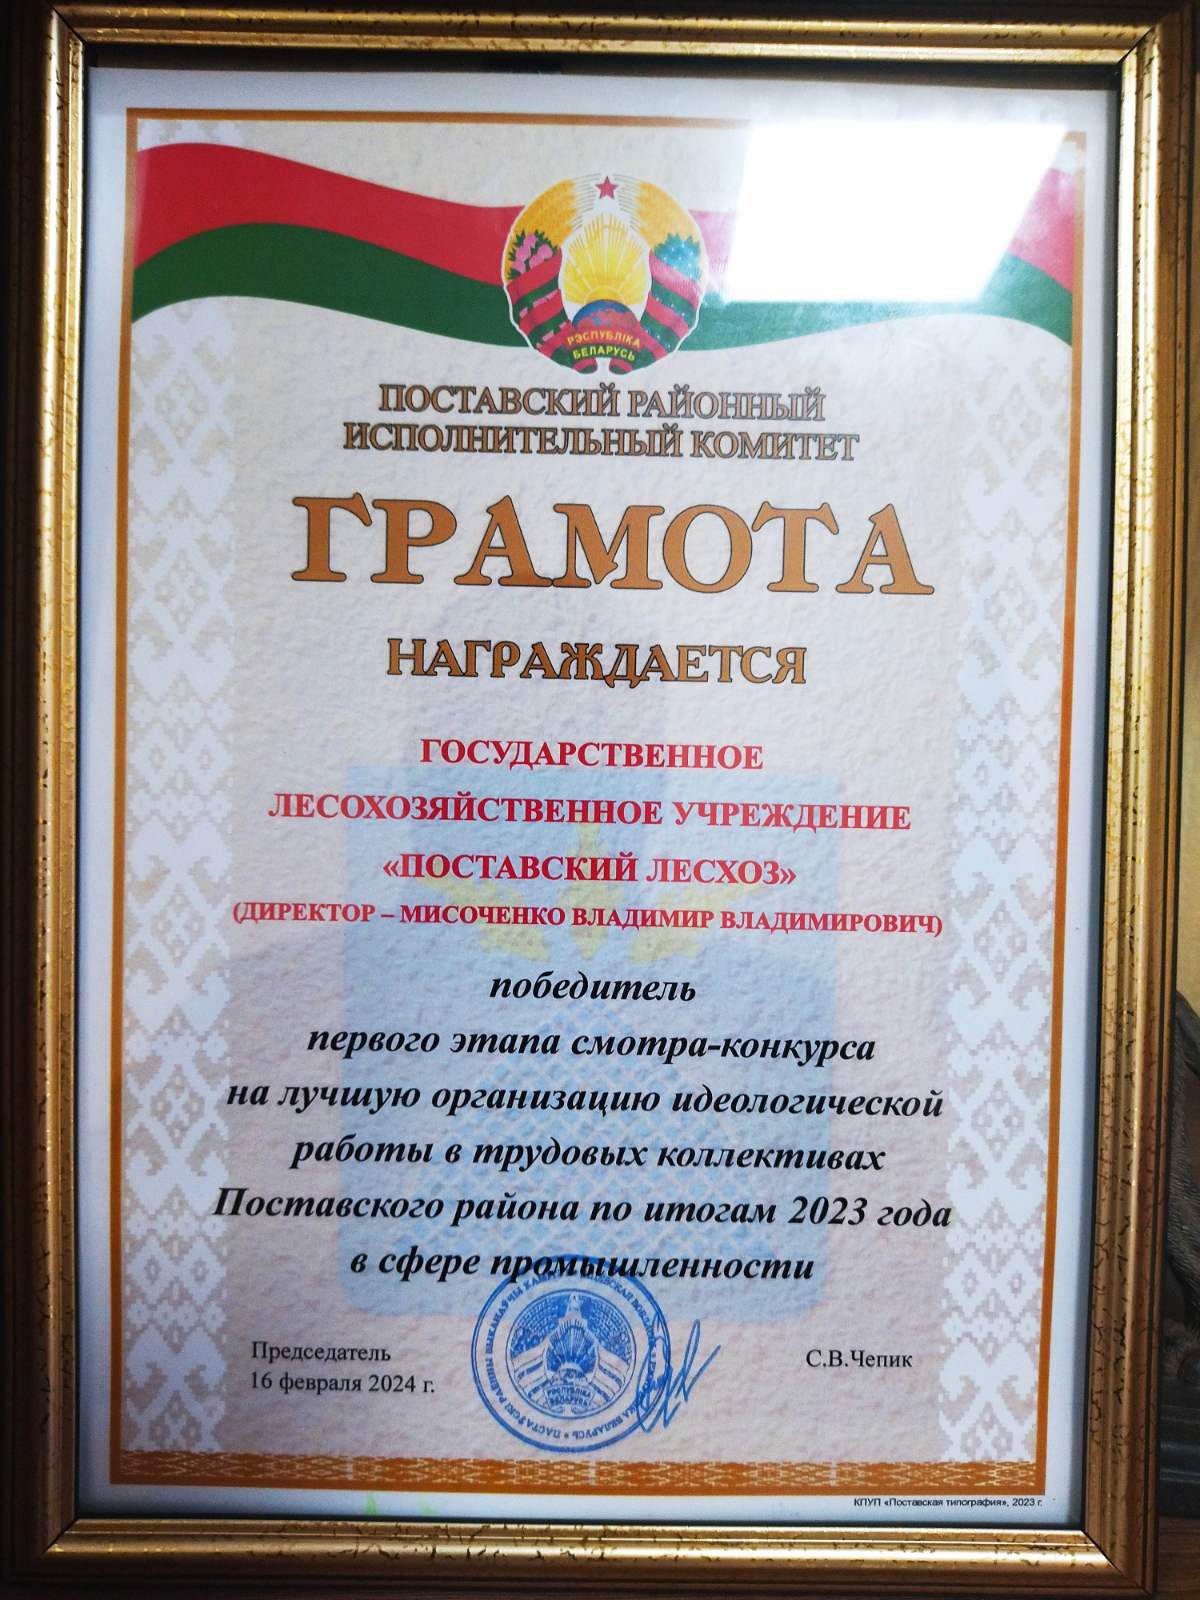 РЭСПУБЛІКА
БЕЛАРУСЬ
ПОСТАВСКИЙ РАЙОННЫЙ
ИСПОЛНИТЕЛЬНЫЙ КОМИТЕТ
ГРАМОТА
НАГРАЖДАЕТСЯ
ГОСУДАРСТВЕННОЕ
ЛЕСОХОЗЯЙСТВЕННОЕ УЧРЕЖДЕНИЕ
«ПОСТАВСКИЙ ЛЕСХОЗ»
(ДИРЕКТОР – МИСОЧЕНКО ВЛАДИМИР ВЛАДИМИРОВИЧ)
победитель
первого этапа смотра-конкурса
на лучшую организацию идеологической
работы в трудовых коллективах
Поставского района по итогам 2023 года
в сфере промышленности
Председатель
16 февраля 2024 г.
С.В.Чепик
РЭСПУБЛІКА
БЕЛАРУСЬ
КПУП «Поставская типография», 2023 г.